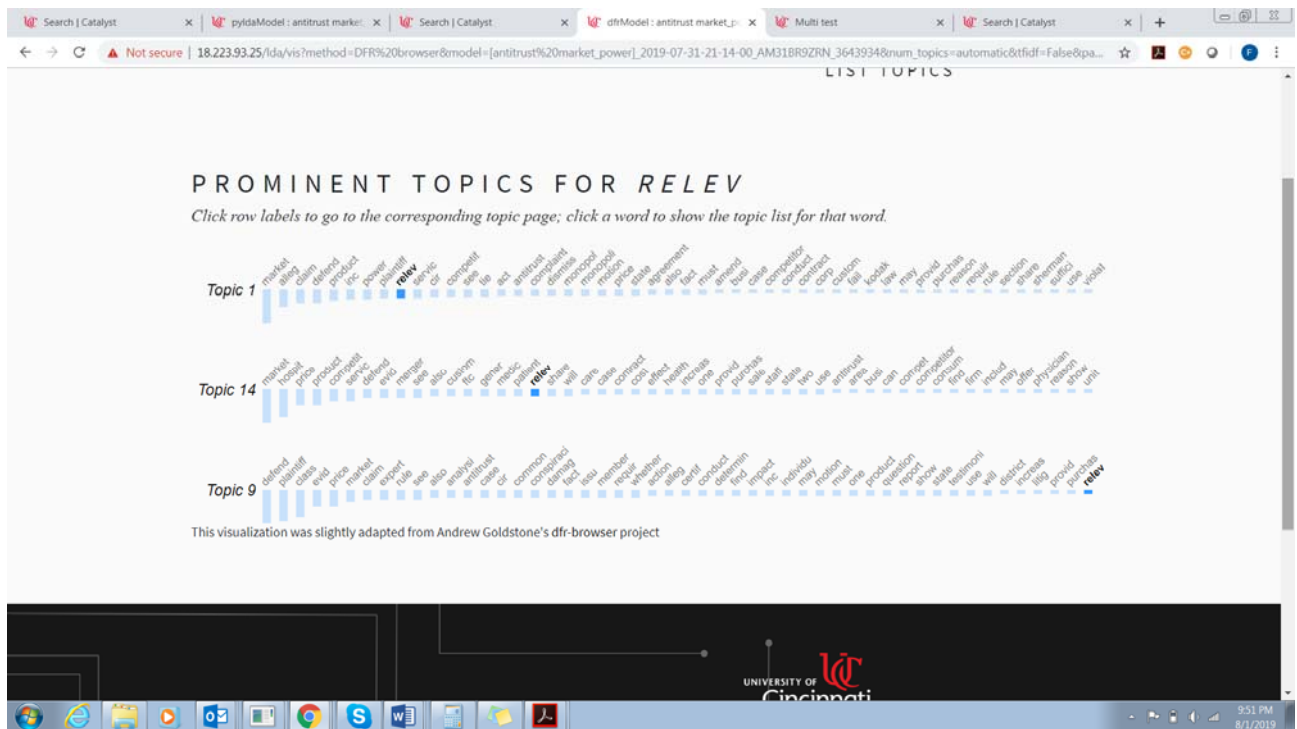 Search | Catalyst
pyldaModel : antitrust market
Search | Catalyst
dfrModel : antitrust market_p
Multi test
Search | Catalyst
Not secure | 18.223.93.25/lda/vis?method=DFR%20browser&model=[antitrust%20market_power]_2019-07-31-21-14-00_AM31BR9ZRN_3643934&num_topics=automatic&tfidf=False&pa...
LIST TOPICS
PROMINENT TOPICS FOR RELEV
Click row labels to go to the corresponding topic page; click a word to show the topic list for that word.
Topic 1 market alleg claim defend product inc power plaintiff relev servic cir competit see tie act antitrust complaint dismiss monopol monopoli motion price state agreement also fact must amend busi case competitor conduct contract corp custom fail kodak law may provid purchas reason requir rule section share sherman suffici use violat
Topic 14 market hospit price product competit servic defend evid merger see also custom ftc gener medic patient relev share will care case contract cost effect health increas one provid purchas sale staff state two use antitrust area busi can compet competitor consum find firm includ may offer physician reason show unit
Topic 9 defend plaintiff class evid price market claim expert rule see also analysi antitrust case cir common conspiraci damag fact issu member requir whether action alleg certif conduct determin find impact inc individu may motion must one product question report show state testimoni use will district increas litig provid purchas relev
This visualization was slightly adapted from Andrew Goldstone's dfr-browser project
UNIVERSITY OF
Cincinnati
9:51 PM
8/1/2019